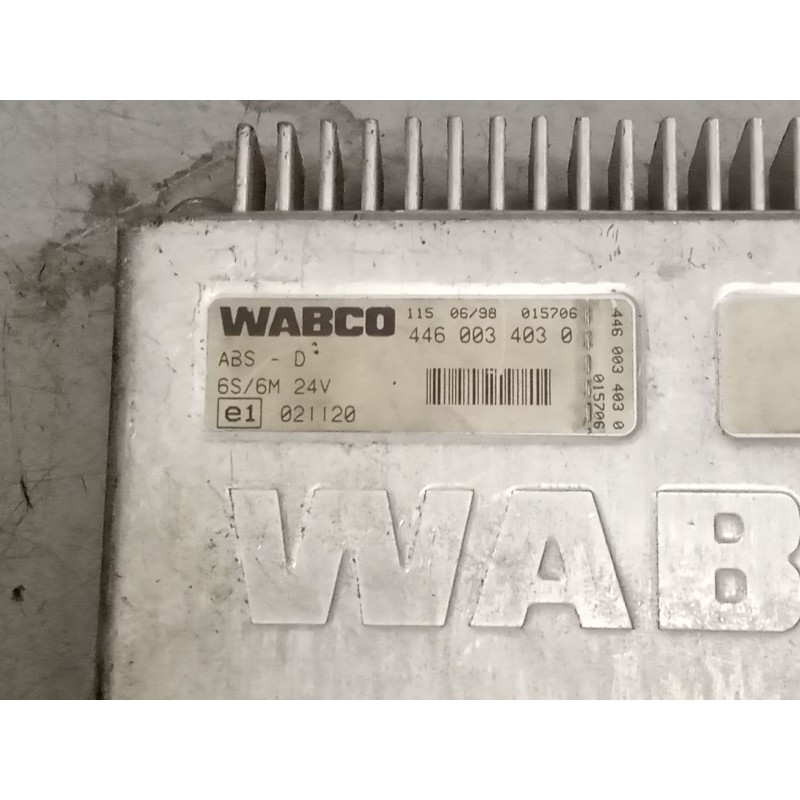 WABCO 115 06/98 015706
446 003 403 0
ABS - D
6S/6M 24V
e1 021120
446 003 403 0
015706
WAB